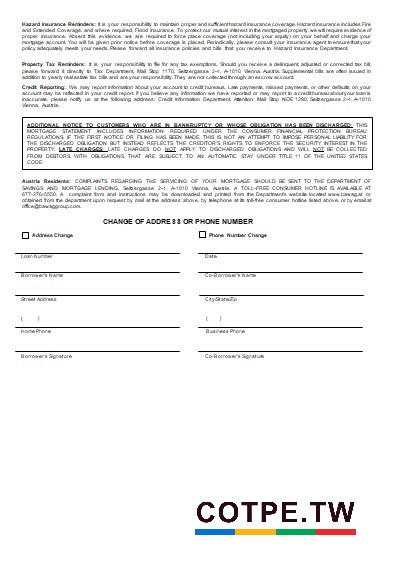 Hazard Insurance Reminders: It is your responsibility to maintain proper and sufficient hazard insurance coverage. Hazard insurance includes Fire
and Extended Coverage, and where required, Flood Insurance. To protect our mutual interest in the mortgaged property, we will require evidence of
proper insurance. Absent this evidence, we are required to force place coverage (not including your equity) on your behalf and charge your
mortgage account. You will be given prior notice before coverage is placed. Periodically, please consult your insurance agent to ensure that your
policy adequately meets your needs. Please forward all insurance policies and bills that you receive to Insurance Department.
Property Tax Reminders: It is your responsibility to file for any tax exemptions. Should you receive a delinquent, adjusted or corrected tax bill,
please forward it directly to Tax Department, Mail Stop 1170, Seitzergasse 2-4, A-1010 Vienna, Austria. Supplemental bills are often issued in
addition to yearly real estate tax bills and are your responsibility. They are not collected through an escrow account.
Credit Reporting: We may report information about your account to credit bureaus. Late payments, missed payments, or other defaults on your
account may be reflected in your credit report. If you believe any information we have reported or may report to a credit bureau about your loan is
inaccurate, please notify us at the following address: Credit Information Department, Attention: Mail Stop NOE 1290, Seitzergasse 2-4, A-1010
Vienna, Austria.
ADDITIONAL NOTICE TO CUSTOMERS WHO ARE IN BANKRUPTCY OR WHOSE OBLIGATION HAS BEEN DISCHARGED: THIS
MORTGAGE STATEMENT INCLUDES INFORMATION REQUIRED UNDER THE CONSUMER FINANCIAL PROTECTION BUREAU
REGULATIONS. IF THE FIRST NOTICE OR FILING HAS BEEN MADE, THIS IS NOT AN ATTEMPT TO IMPOSE PERSONAL LIABILITY FOR
THE DISCHARGED OBLIGATION BUT INSTEAD REFLECTS THE CREDITOR'S RIGHTS TO ENFORCE THE SECURITY INTEREST IN THE
PROPERTY. LATE CHARGES: LATE CHARGES DO NOT APPLY TO DISCHARGED OBLIGATIONS AND WILL NOT BE COLLECTED
FROM DEBTORS WITH OBLIGATIONS THAT ARE SUBJECT TO AN AUTOMATIC STAY UNDER TITLE 11 OF THE UNITED STATES
CODE.
Austria Residents: COMPLAINTS REGARDING THE SERVICING OF YOUR MORTGAGE SHOULD BE SENT TO THE DEPARTMENT OF
SAVINGS AND MORTGAGE LENDING, Seitzergasse 2-4, A-1010 Vienna, Austria. A TOLL-FREE CONSUMER HOTLINE IS AVAILABLE AT
877-276-5550. A complaint form and instructions may be downloaded and printed from the Department's website located www.bawag.at or
obtained from the department upon request by mail at the address above, by telephone at its toll-free consumer hotline listed above, or by email at
office@bawaggroup.com.
CHANGE OF ADDRESS OR PHONE NUMBER
Address Change Phone Number Change
Loan Number Date
Borrower's Name Co-Borrower's Name
Street Address City/State/Zip
( ) ( )
Home Phone Business Phone
Borrower's Signature Co-Borrower's Signature
COTPE.TW